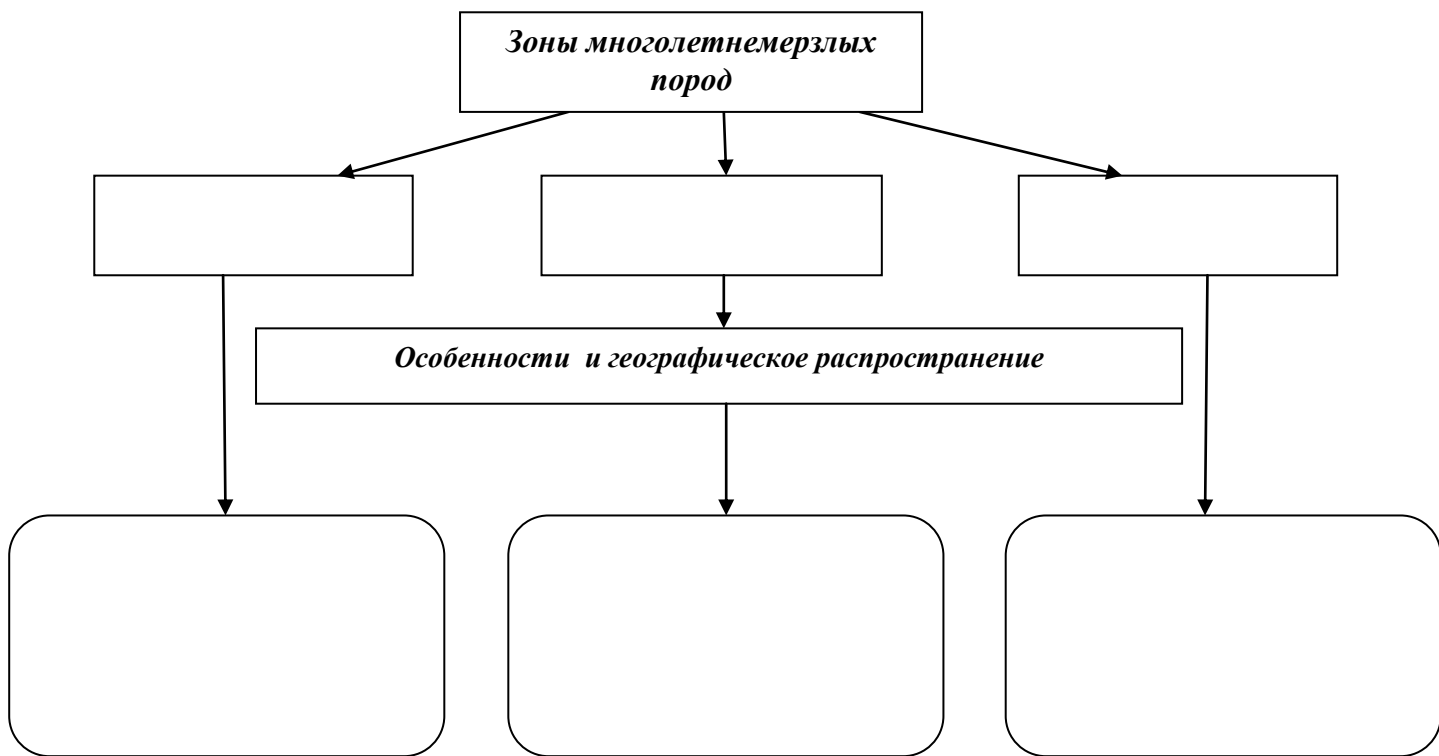 Зоны многолетнемерзлых
пород
Особенности и географическое распространение